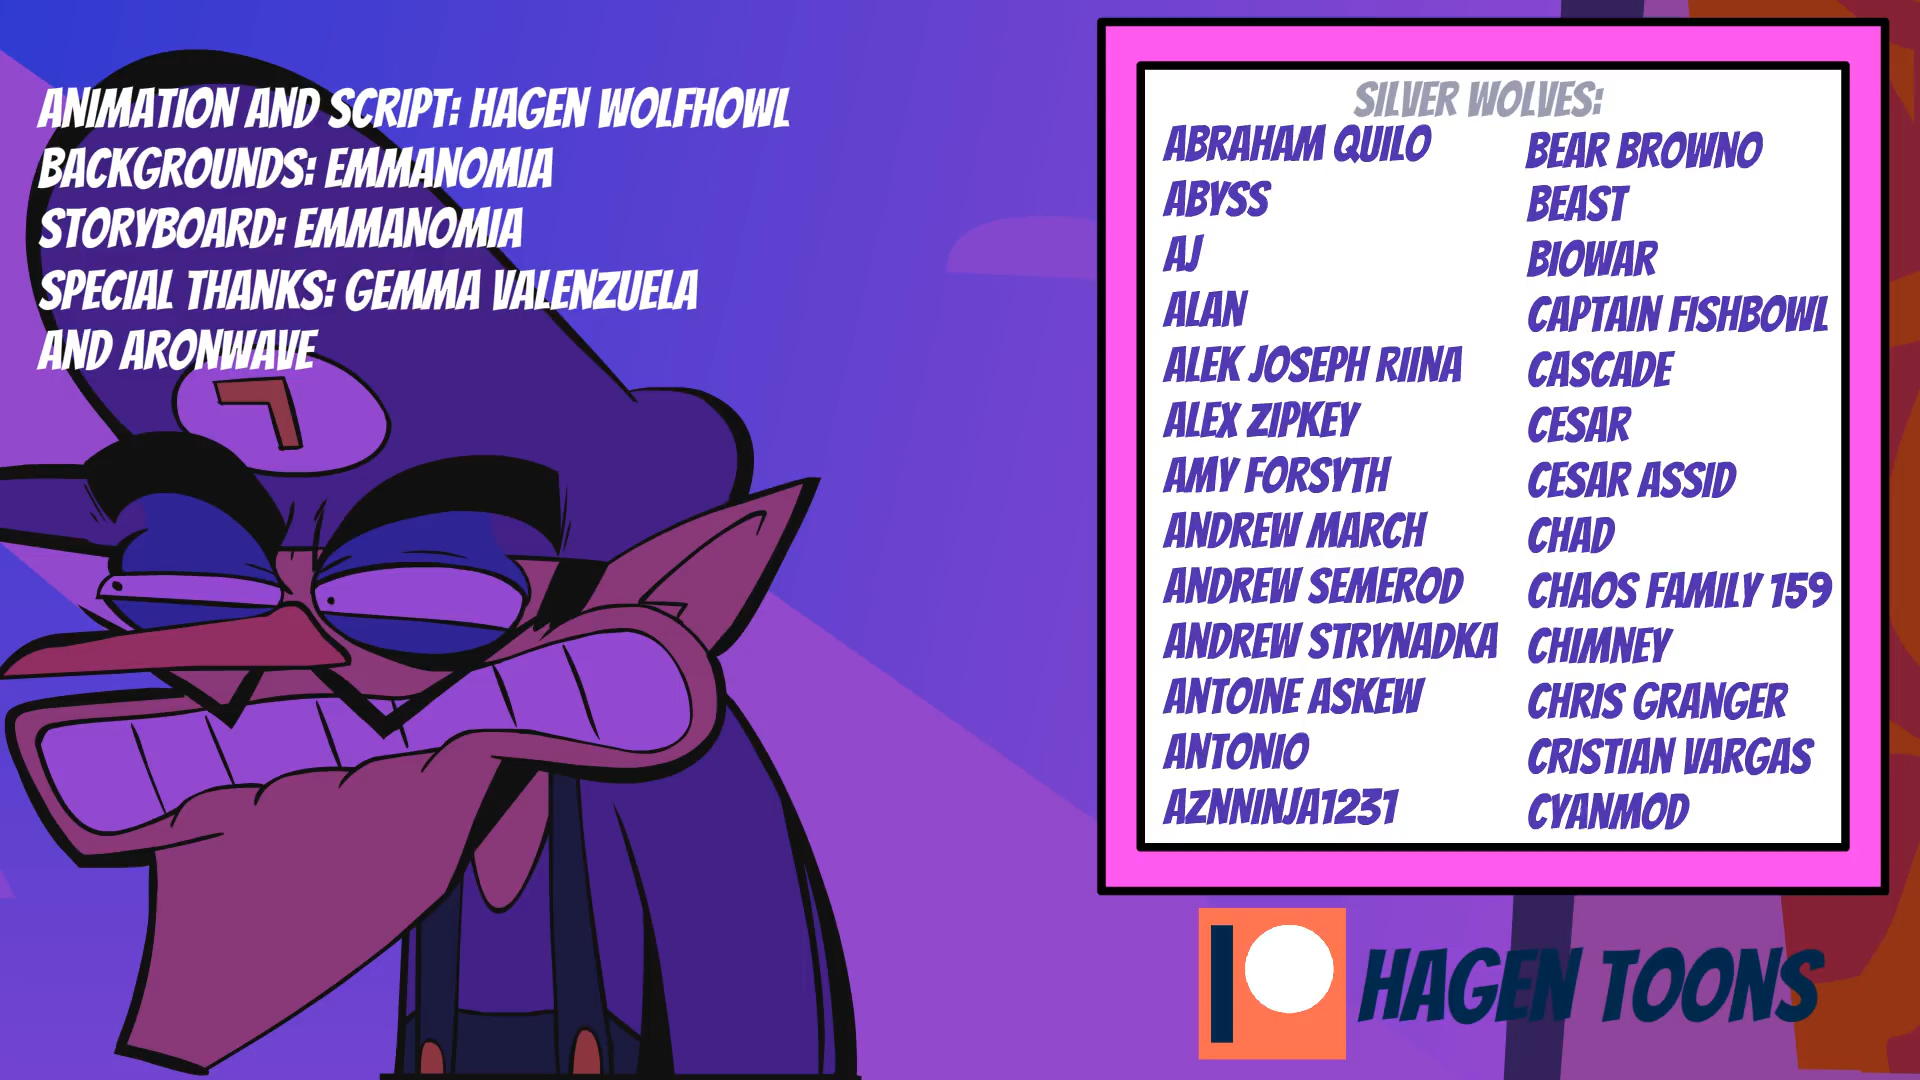 ANIMATION AND SCRIPT: HAGEN WOLFHOWL
BACKGROUNDS: EMMANOMIA
STORYBOARD: EMMANOMIA
SPECIAL THANKS: GEMMA VALENZUELA
AND ARONWAVE
SILVER WOLVES:
ABRAHAM QUILO
ABYSS
AJ
ALAN
ALEK JOSEPH RIINA
ALEX ZIPKEY
AMY FORSYTH
ANDREW MARCH
ANDREW SEMEROD
ANDREW STRYNADKA
ANTOINE ASKEW
ANTONIO
AZNNINJA1231
BEAR BROWNO
BEAST
BIOWAR
CAPTAIN FISHBOWL
CASCADE
CESAR
CESAR ASSID
CHAD
CHAOS FAMILY 159
CHIMNEY
CHRIS GRANGER
CRISTIAN VARGAS
CYANMOD
HAGEN TOONS